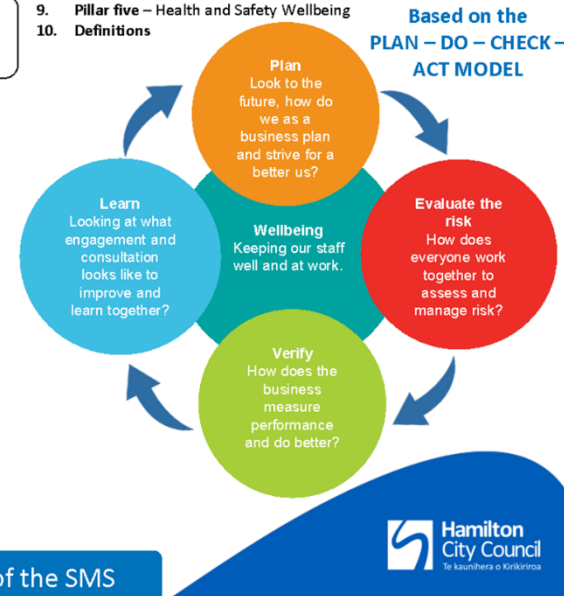 9. Pillar five – Health and Safety Wellbeing
10. Definitions
Based on the
PLAN – DO – CHECK –
ACT MODEL
Plan
Look to the
future, how do
we as a
business plan
and strive for a
better us?
Learn
Looking at what
engagement and
consultation
looks like to
improve and
learn together?
Wellbeing
Keeping our staff
well and at work.
Evaluate the
risk
How does
everyone work
together to
assess and
manage risk?
Verify
How does the
business
measure
performance
and do better?
Hamilton
City Council
Te kaunihera o Kirikiriroa
of the SMS